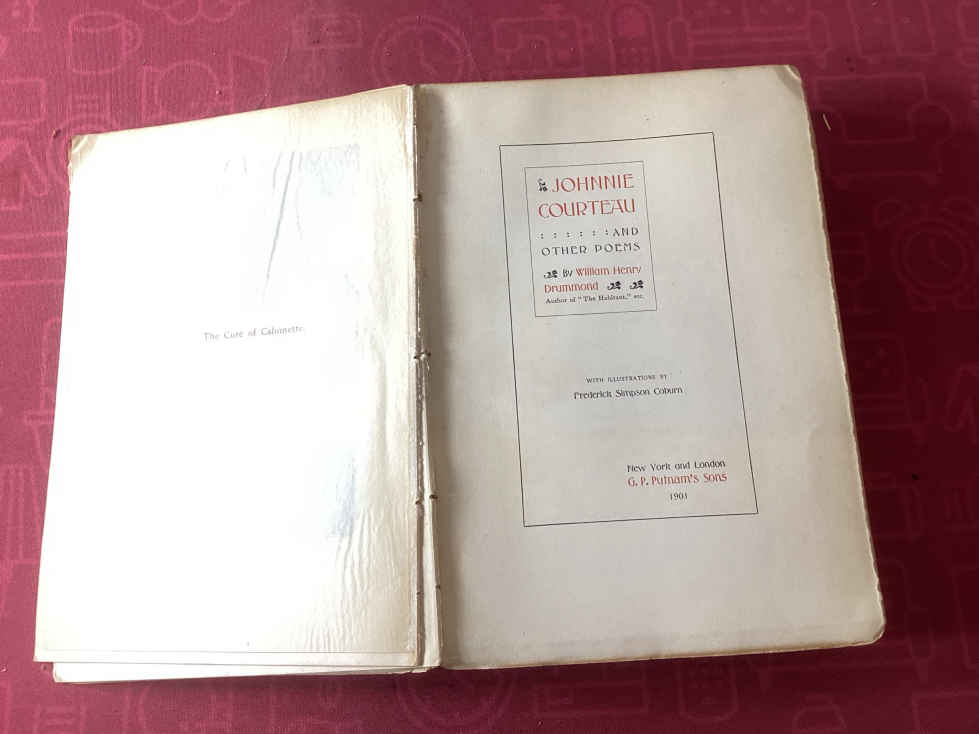 The Cure of Calumette.
JOHNNIE
COURTEAU
: : : : : : AND
OTHER POEMS
By William Henry
Drummond
Author of "The Habitant," etc.
WITH ILLUSTRATIONS BY
Frederick Simpson Coburn
New York and London
G. P. Putnam's Sons
1901